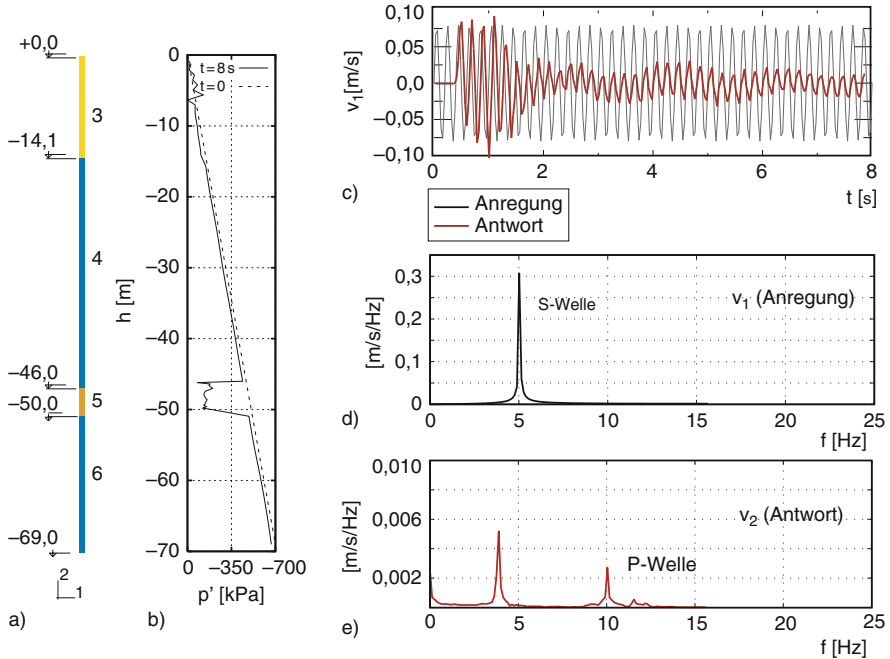 +0,0
−14,1
−46,0
−50,0
−69,0
3
4
5
6
2
1
a)
0
−10
−20
−30
−40
−50
−60
−70
h [m]
t=8s
t=0
0 −350 −700
p' [kPa]
b)
0,10
0,05
0,0
−0,05
−0,10
v1[m/s]
0 2 4 6 8
t [s]
c)
Anregung
Antwort
0,3
0,2
0,1
0
[m/s/Hz]
S-Welle
v1 (Anregung)
0 5 10 15 20 25
f [Hz]
d)
0,010
0,006
0,002
[m/s/Hz]
v2 (Antwort)
P-Welle
0 5 10 15 20 25
f [Hz]
e)